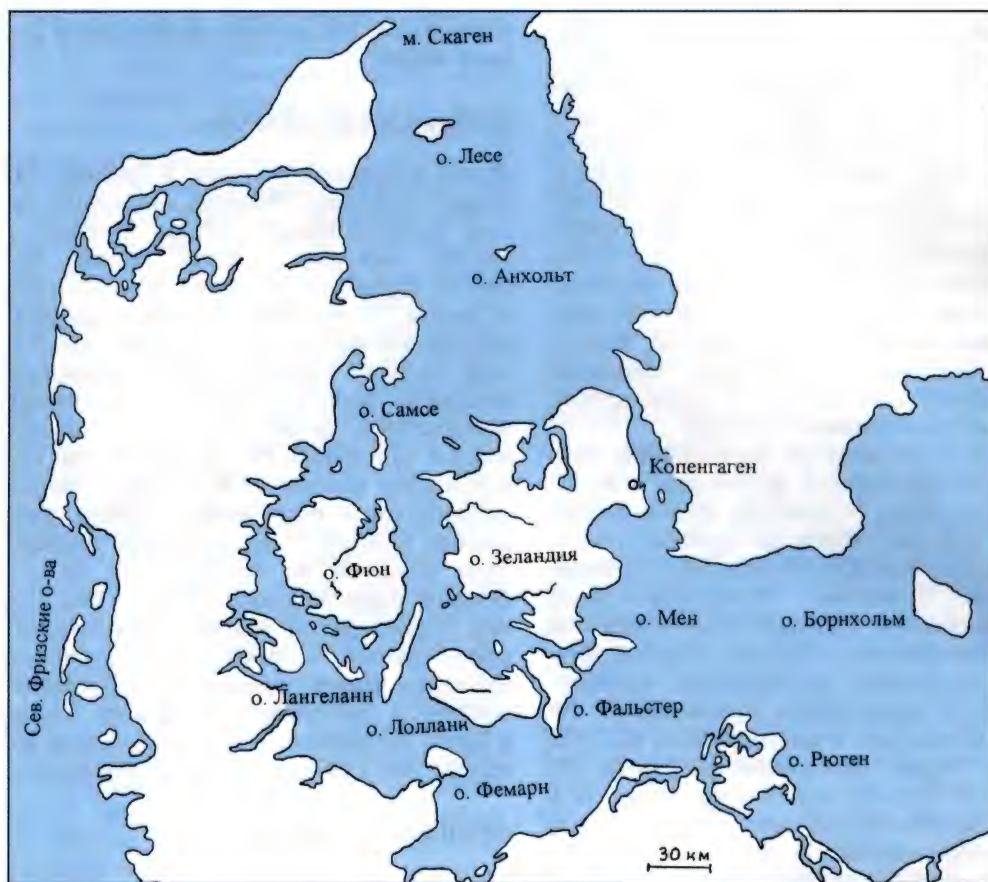 м. Скаген
о. Лесе
о. Анхольт
о. Самсе
Копенгаген
о. Зеландия
о. Фюн
Сев. Фризские о-ва
о. Мен
о. Борнхольм
о. Лангеланн
о. Лолланн
о. Фальстер
о. Рюген
о. Фемарн
30 км